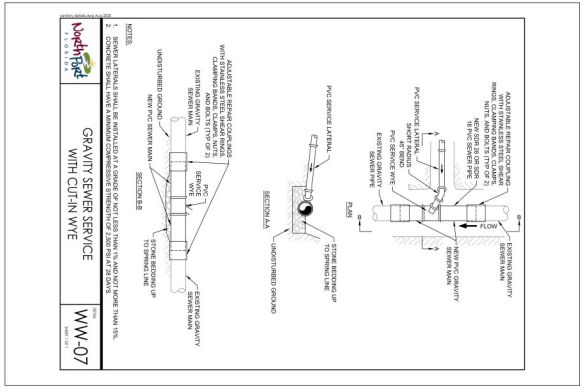 ADJUSTABLE REPAIR COUPLING
WITH STAINLESS STEEL SHEAR
RINGS, CLAMPING BANDS, CLAMPS,
NUTS, AND BOLTS (TYP OF 2)
NEW SDR 26 OR SDR
18 PVC SEWER PIPE
PVC SERVICE LATERAL
SHORT RADIUS
45° BEND
PVC SERVICE WYE
EXISTING GRAVITY
SEWER PIPE
A
A
B
B
FLOW
EXISTING GRAVITY
SEWER MAIN
NEW PVC GRAVITY
SEWER MAIN
PLAN
PVC SERVICE LATERAL
STONE BEDDING UP
TO SPRING LINE
UNDISTURBED GROUND
SECTION A-A
ADJUSTABLE REPAIR COUPLINGS
WITH STAINLESS STEEL SHEAR RINGS,
CLAMPING BANDS, CLAMPS, NUTS,
AND BOLTS (TYP OF 2)
EXISTING GRAVITY
SEWER MAIN
UNDISTURBED GROUND
NEW PVC SEWER MAIN
PVC
SERVICE
WYE
EXISTING GRAVITY
SEWER MAIN
STONE BEDDING UP
TO SPRING LINE
SECTION B-B
NOTES:
1. SEWER LATERALS SHALL BE INSTALLED AT A GRADE OF NOT LESS THAN 1% AND NOT MORE THAN 15%.
2. CONCRETE SHALL HAVE A MINIMUM COMPRESSIVE STRENGTH OF 2,500 PSI AT 28 DAYS.
North Port
FLORIDA
GRAVITY SEWER SERVICE
WITH CUT-IN WYE
DETAIL
WW-07
SHEET 1 OF 1